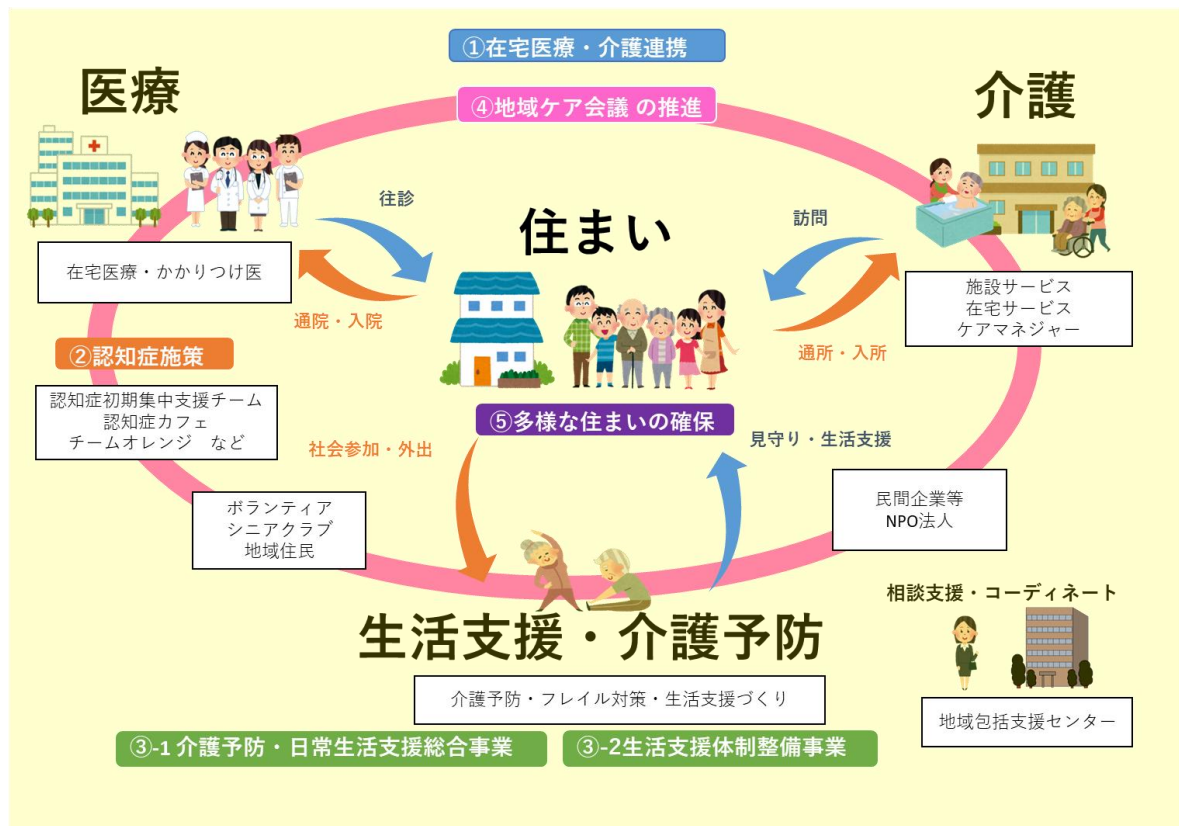 ①在宅医療・介護連携
④地域ケア会議 の推進
医療
介護
往診
住まい
訪問
在宅医療・かかりつけ医
通院・入院
施設サービス
在宅サービス
ケアマネジャー
通所・入所
②認知症施策
認知症初期集中支援チーム
認知症カフェ
チームオレンジ　など
⑤多様な住まいの確保
社会参加・外出
見守り・生活支援
ボランティア
シニアクラブ
地域住民
民間企業等
NPO法人
生活支援・介護予防
介護予防・フレイル対策・生活支援づくり
相談支援・コーディネート
地域包括支援センター
③-1 介護予防・日常生活支援総合事業
③-2生活支援体制整備事業